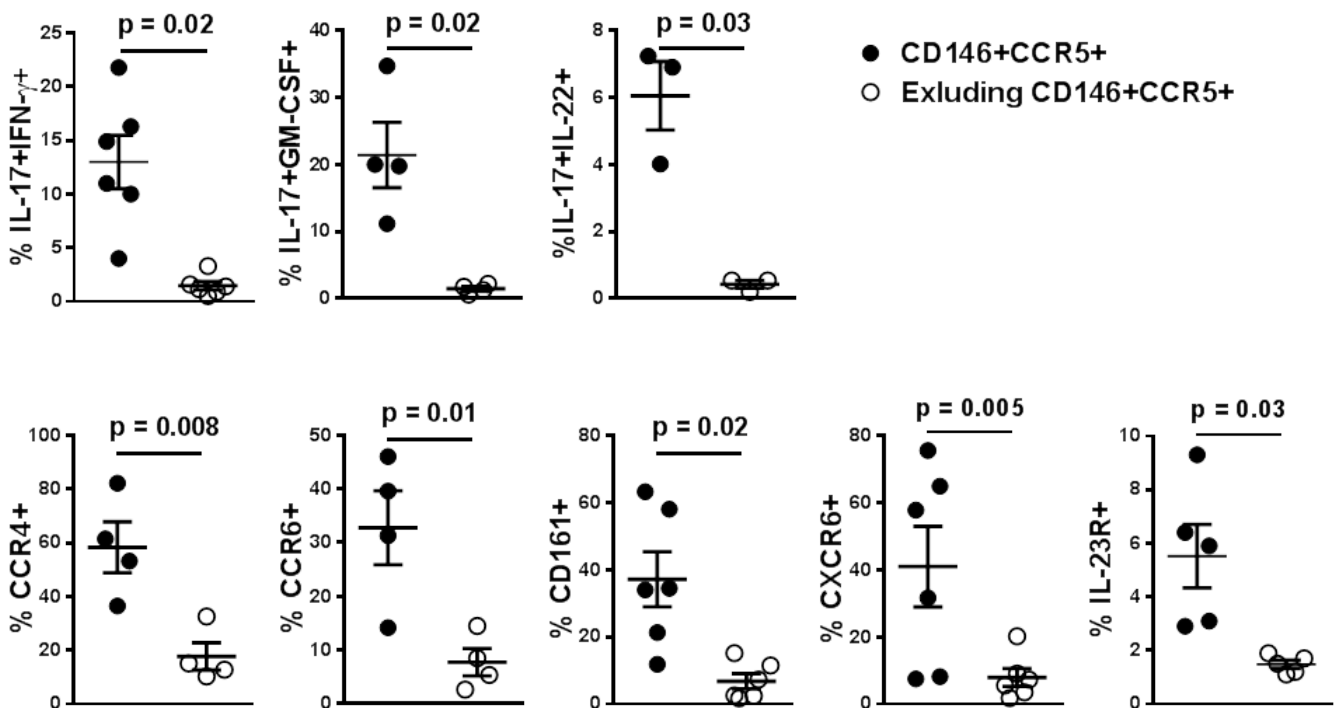 p = 0.02
25
20
15
10
5
0
% IL-17+IFN-γ+
p = 0.02
40
30
20
10
0
% IL-17+GM-CSF+
p = 0.03
8
6
4
2
0
%IL-17+IL-22+
CD146+CCR5+
Exluding CD146+CCR5+
p = 0.008
100
80
60
40
20
0
% CCR4+
p = 0.01
50
40
30
20
10
0
% CCR6+
p = 0.02
80
60
40
20
0
% CD161+
p = 0.005
80
60
40
20
0
% CXCR6+
p = 0.03
10
8
6
4
2
0
% IL-23R+